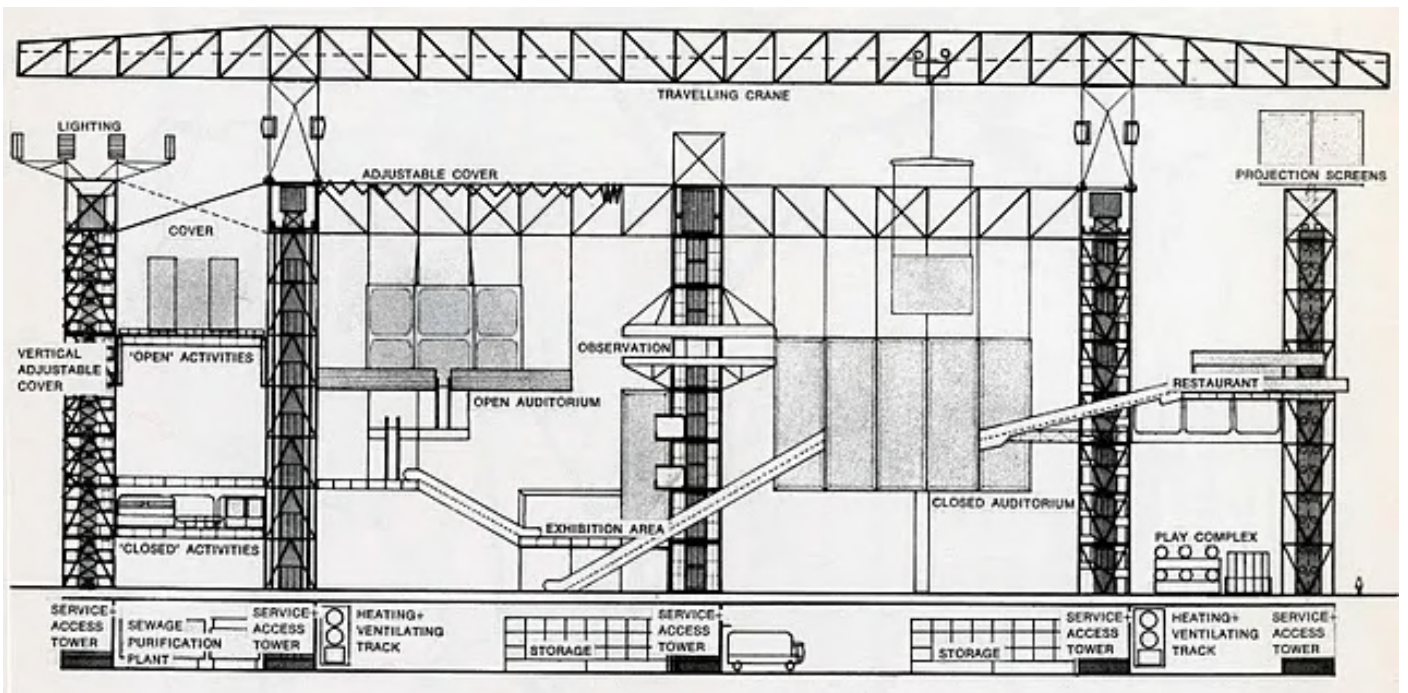 TRAVELLING CRANE
LIGHTING
ADJUSTABLE COVER
PROJECTION SCREENS
COVER
VERTICAL
ADJUSTABLE
COVER
'OPEN' ACTIVITIES
OBSERVATION
RESTAURANT
OPEN AUDITORIUM
CLOSED AUDITORIUM
EXHIBITION AREA
'CLOSED' ACTIVITIES
PLAY COMPLEX
SERVICE+
ACCESS
TOWER
SEWAGE
PURIFICATION
PLANT
SERVICE+
ACCESS
TOWER
HEATING+
VENTILATING
TRACK
STORAGE
SERVICE+
ACCESS
TOWER
STORAGE
SERVICE+
ACCESS
TOWER
HEATING+
VENTILATING
TRACK
SERVICE+
ACCESS
TOWER